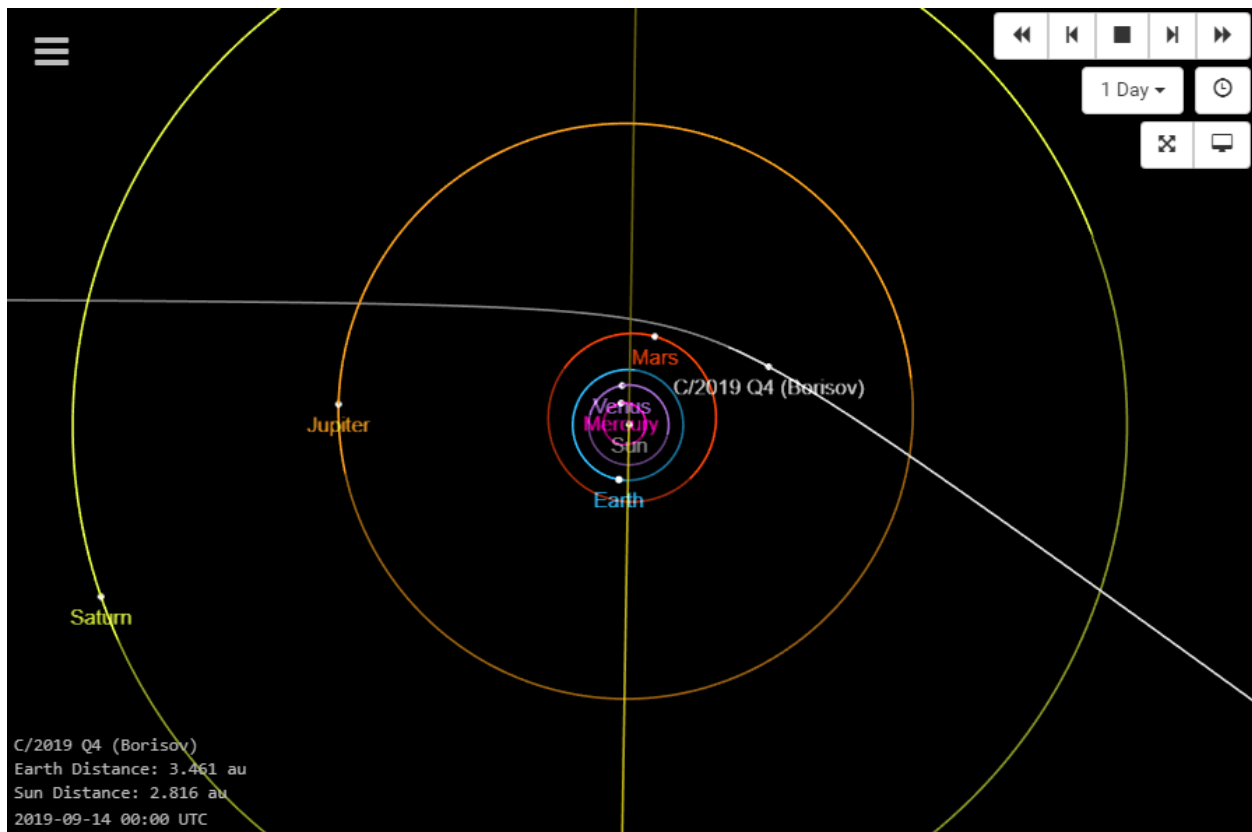 1 Day
Mars
C/2019 Q4 (Borisov)
Venus
Mercury
Jupiter
Sun
Earth
Saturn
C/2019 Q4 (Borisov)
Earth Distance: 3.461 au
Sun Distance: 2.816 au
2019-09-14 00:00 UTC